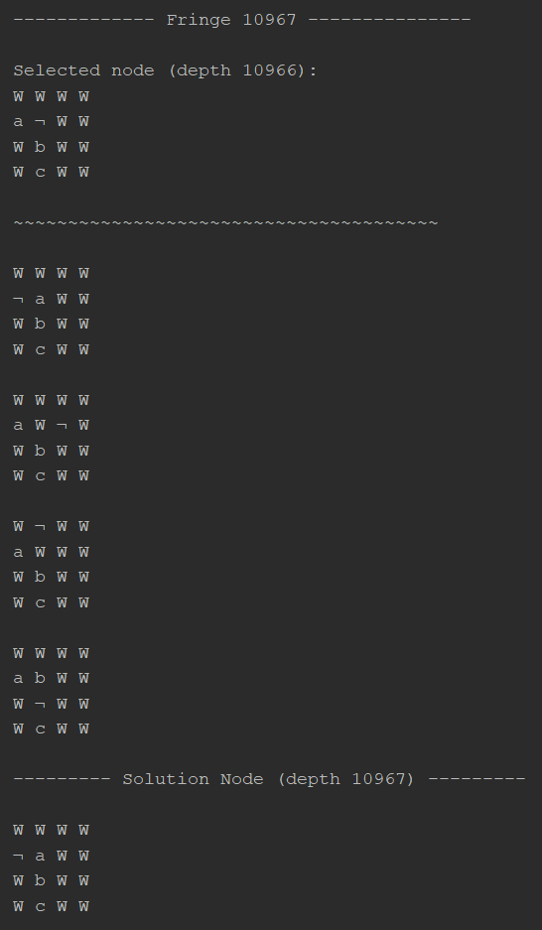 ------------- Fringe 10967 ---------------
Selected node (depth 10966):
W W W W
a ¬ W W
W b W W
W c W W
~~~~~~~~~~~~~~~~~~~~~~~~~~~~~~~~~~~~~~~
W W W W
¬ a W W
W b W W
W c W W
W W W W
a W ¬ W
W b W W
W c W W
W ¬ W W
a W W W
W b W W
W c W W
W W W W
a b W W
W ¬ W W
W c W W
--------- Solution Node (depth 10967) ---------
W W W W
¬ a W W
W b W W
W c W W